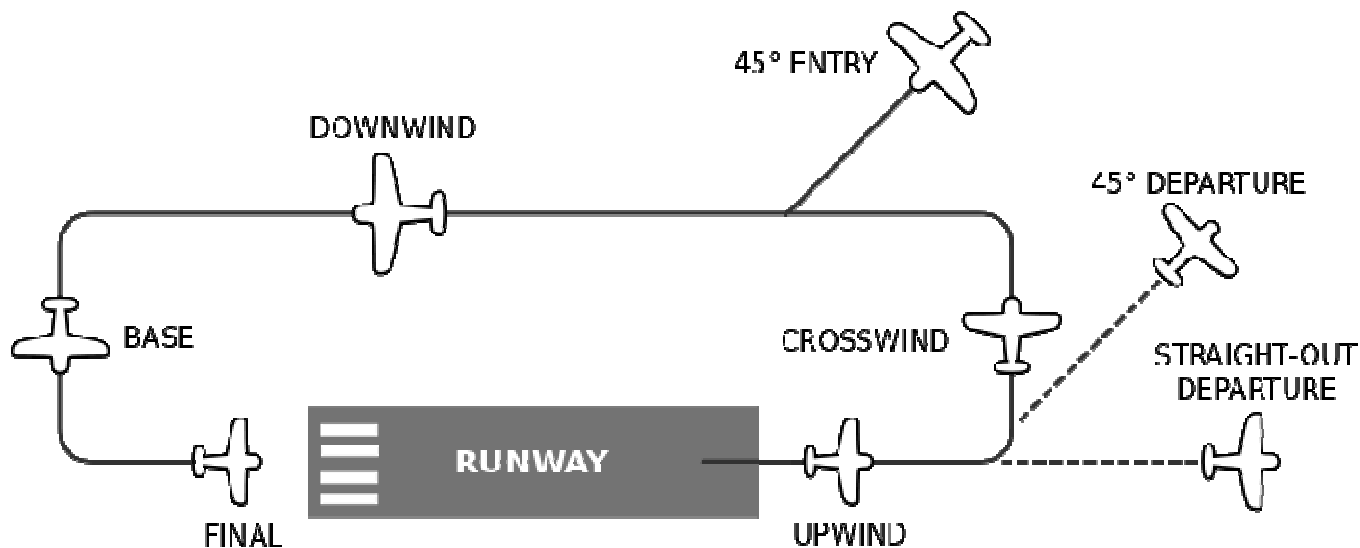 45° ENTRY
DOWNWIND
45° DEPARTURE
BASE
CROSSWIND
STRAIGHT-OUT
DEPARTURE
RUNWAY
FINAL
UPWIND